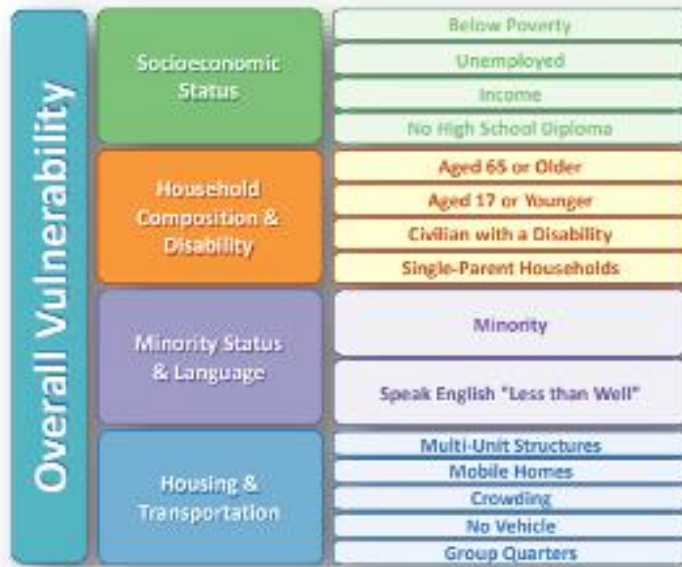 Overall Vulnerability
Socioeconomic
Status
Below Poverty
Unemployed
Income
No High School Diploma
Household
Composition &
Disability
Aged 65 or Older
Aged 17 or Younger
Civilian with a Disability
Single-Parent Households
Minority Status
& Language
Minority
Speak English "Less than Well"
Housing &
Transportation
Multi-Unit Structures
Mobile Homes
Crowding
No Vehicle
Group Quarters